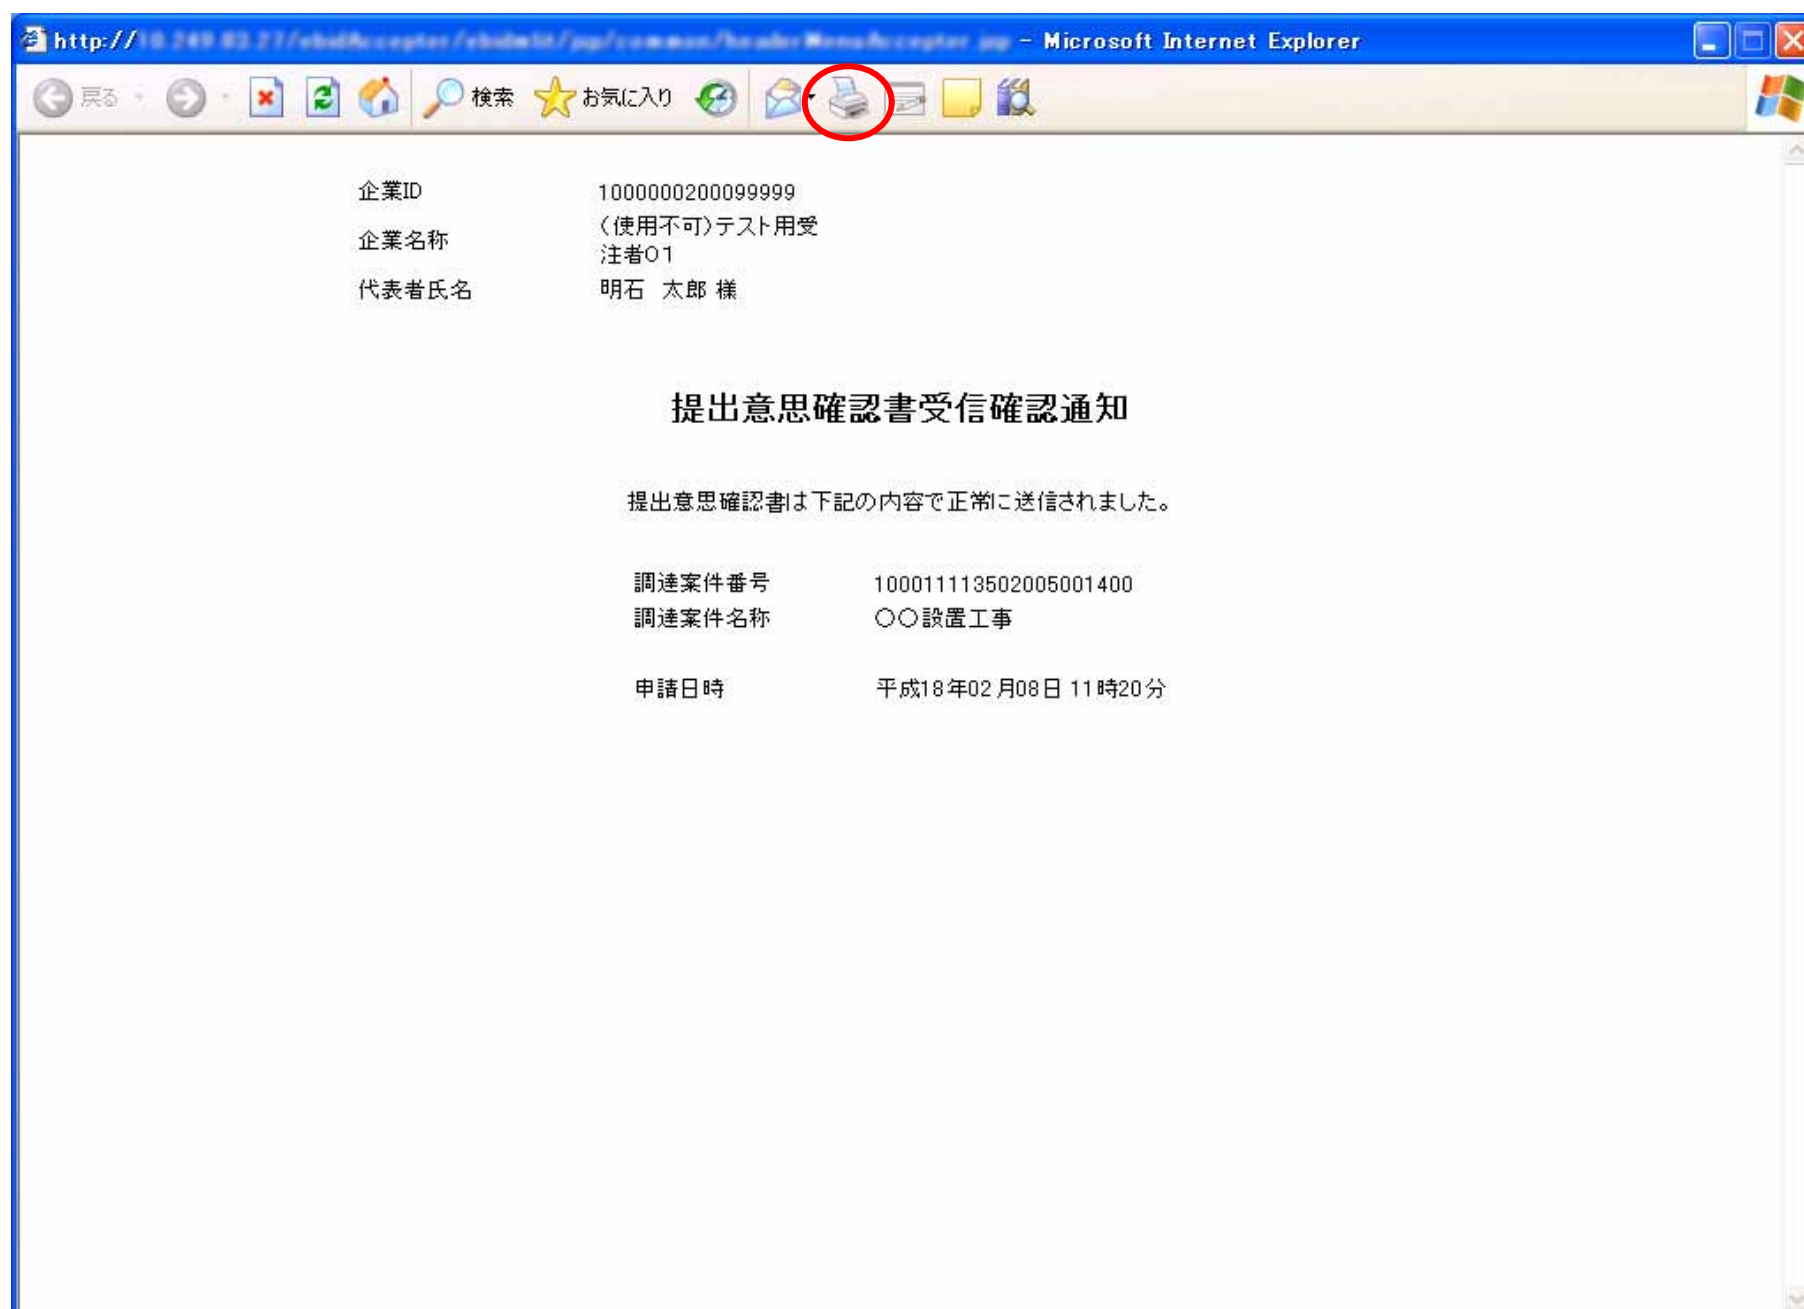 http:// - Microsoft Internet Explorer
戻る 検索 お気に入り
企業ID 1000000200099999
企業名称 (使用不可)テスト用受
注者01
代表者氏名 明石 太郎 様
提出意思確認書受信確認通知
提出意思確認書は下記の内容で正常に送信されました。
調達案件番号 100011113502005001400
調達案件名称 〇〇設置工事
申請日時 平成18年02月08日 11時20分